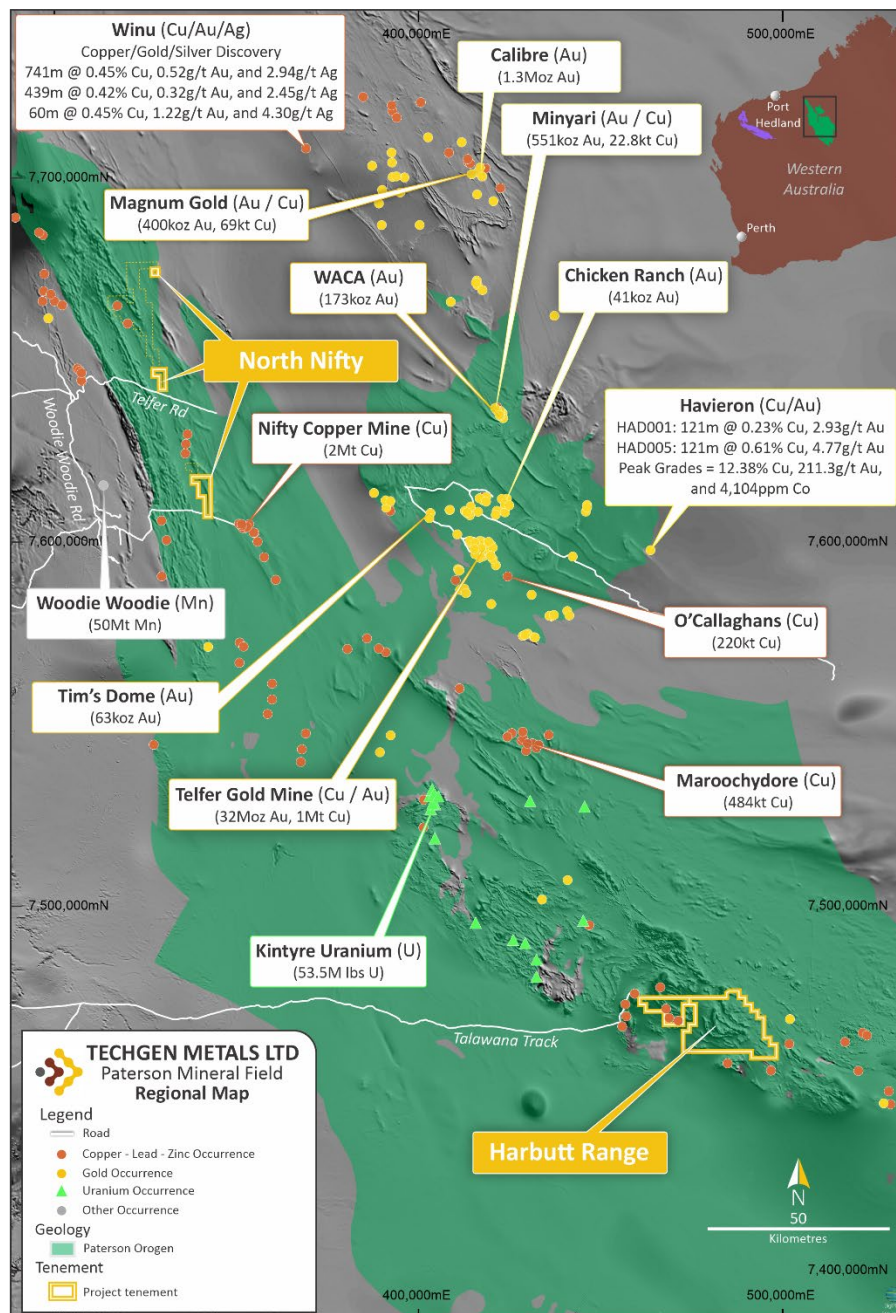 400,000mE
500,000mE
Winu (Cu/Au/Ag)
Copper/Gold/Silver Discovery
741m @ 0.45% Cu, 0.52g/t Au, and 2.94g/t Ag
439m @ 0.42% Cu, 0.32g/t Au, and 2.45g/t Ag
60m @ 0.45% Cu, 1.22g/t Au, and 4.30g/t Ag
Calibre (Au)
(1.3Moz Au)
Minyari (Au / Cu)
(551koz Au, 22.8kt Cu)
Port
Hedland
Western
Australia
Perth
7,700,000mN
Magnum Gold (Au / Cu)
(400koz Au, 69kt Cu)
WACA (Au)
(173koz Au)
Chicken Ranch (Au)
(41koz Au)
North Nifty
Telfer Rd
Woodie Woodie Rd
Nifty Copper Mine (Cu)
(2Mt Cu)
Havieron (Cu/Au)
HAD001: 121m @ 0.23% Cu, 2.93g/t Au
HAD005: 121m @ 0.61% Cu, 4.77g/t Au
Peak Grades = 12.38% Cu, 211.3g/t Au,
and 4,104ppm Co
7,600,000mN
7,600,000mN
Woodie Woodie (Mn)
(50Mt Mn)
O'Callaghans (Cu)
(220kt Cu)
Tim's Dome (Au)
(63koz Au)
Telfer Gold Mine (Cu / Au)
(32Moz Au, 1Mt Cu)
Maroochydore (Cu)
(484kt Cu)
7,500,000mN
7,500,000mN
Kintyre Uranium (U)
(53.5M lbs U)
Talawana Track
Harbutt Range
TECHGEN METALS LTD
Paterson Mineral Field
Regional Map
Legend
Road
Copper - Lead - Zinc Occurrence
Gold Occurrence
Uranium Occurrence
Other Occurrence
Geology
Paterson Orogen
Tenement
Project tenement
N
50
Kilometres
7,400,000mN
400,000mE
500,000mE